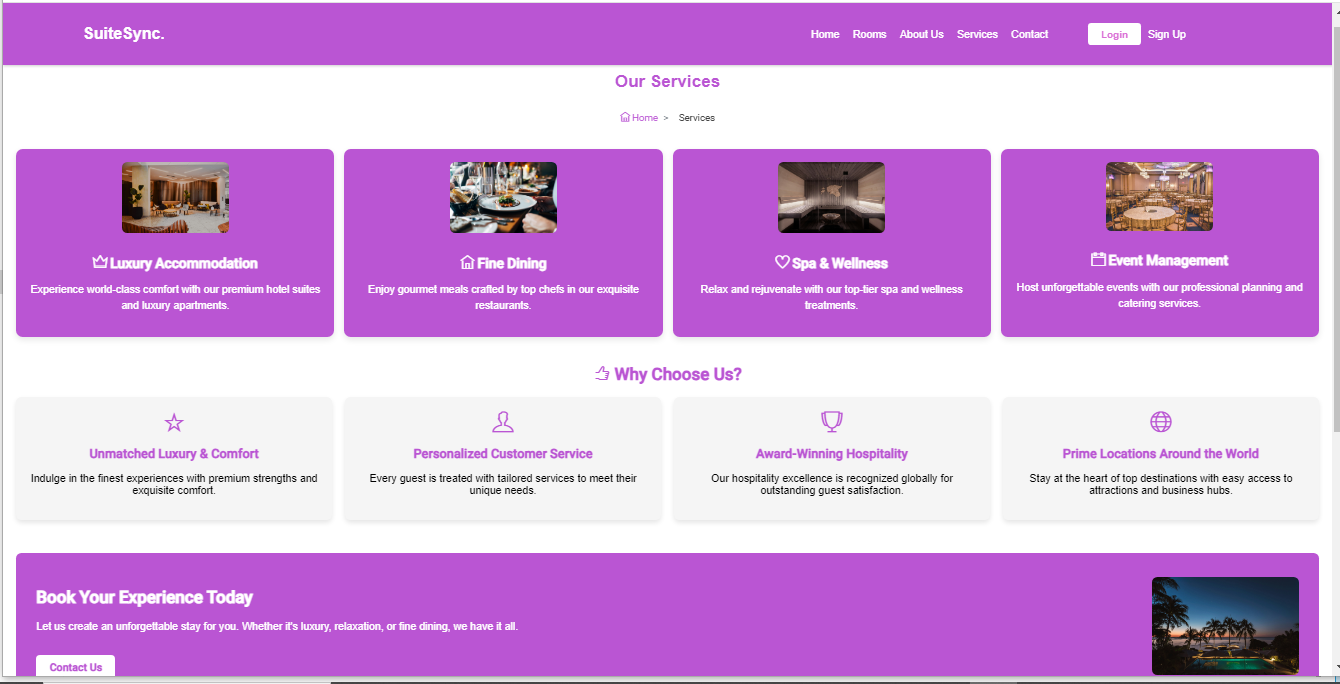 SuiteSync.
Home Rooms About Us Services Contact Login Sign Up
Our Services
Home > Services
Luxury Accommodation
Experience world-class comfort with our premium hotel suites
and luxury apartments.
Fine Dining
Enjoy gourmet meals crafted by top chefs in our exquisite
restaurants.
Spa & Wellness
Relax and rejuvenate with our top-tier spa and wellness
treatments.
Event Management
Host unforgettable events with our professional planning and
catering services.
Why Choose Us?
Unmatched Luxury & Comfort
Indulge in the finest experiences with premium strengths and
exquisite comfort.
Personalized Customer Service
Every guest is treated with tailored services to meet their
unique needs.
Award-Winning Hospitality
Our hospitality excellence is recognized globally for
outstanding guest satisfaction.
Prime Locations Around the World
Stay at the heart of top destinations with easy access to
attractions and business hubs.
Book Your Experience Today
Let us create an unforgettable stay for you. Whether it's luxury, relaxation, or fine dining, we have it all.
Contact Us